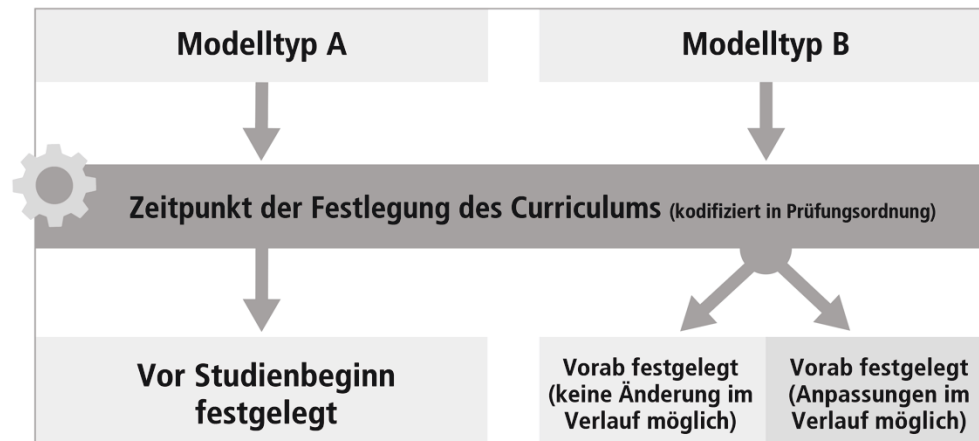 Modelltyp A
Modelltyp B
Zeitpunkt der Festlegung des Curriculums (kodifiziert in Prüfungsordnung)
Vor Studienbeginn
festgelegt
Vorab festgelegt
(keine Änderung im
Verlauf möglich)
Vorab festgelegt
(Anpassungen im
Verlauf möglich)